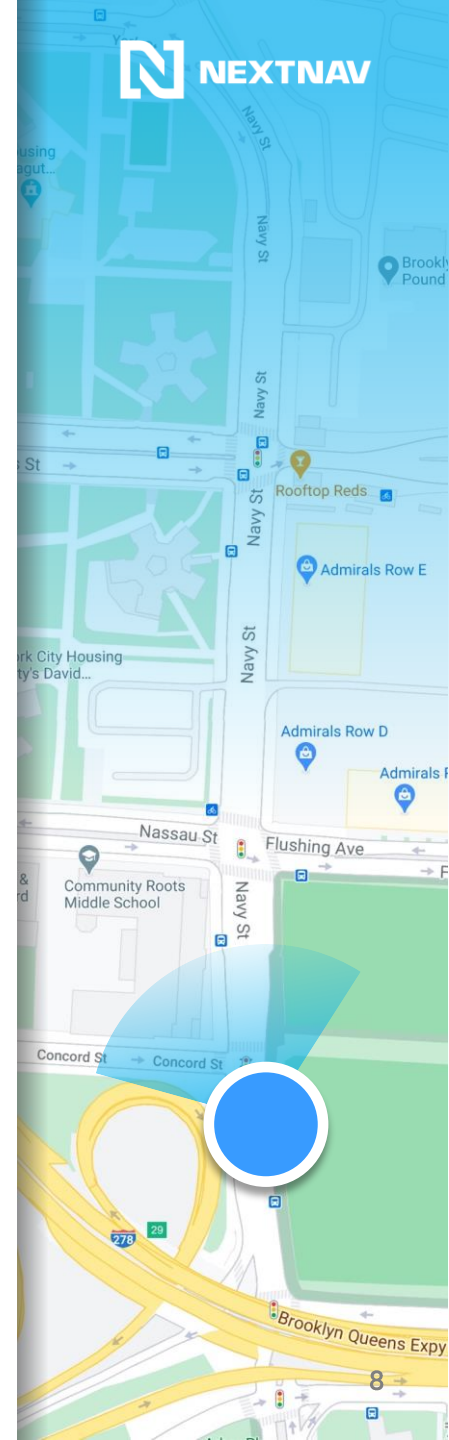 NEXTNAV
Navy St
using
agut...
Navy St
Brookly
Pound
Navy St
s St
Rooftop Reds
Navy St
Admirals Row E
Navy St
rk City Housing
ty's David...
Admirals Row D
Admirals R
Nassau St
Flushing Ave
F
&
rd
Community Roots
Middle School
Navy St
Concord St
Concord St
29
278
Brooklyn Queens Expy
8